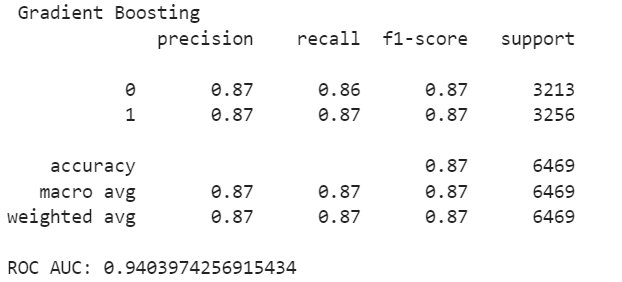 Gradient Boosting
precision recall f1-score support
0 0.87 0.86 0.87 3213
1 0.87 0.87 0.87 3256
accuracy 0.87 6469
macro avg 0.87 0.87 0.87 6469
weighted avg 0.87 0.87 0.87 6469
ROC AUC: 0.9403974256915434